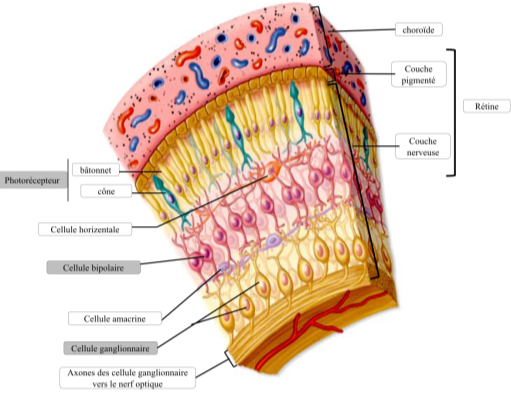 choroïde
Couche
pigmenté
Rétine
Couche
nerveuse
Photorécepteur
bâtonnet
cône
Cellule horizentale
Cellule bipolaire
Cellule amacrine
Cellule ganglionnaire
Axones des cellule ganglionnaire
vers le nerf optique